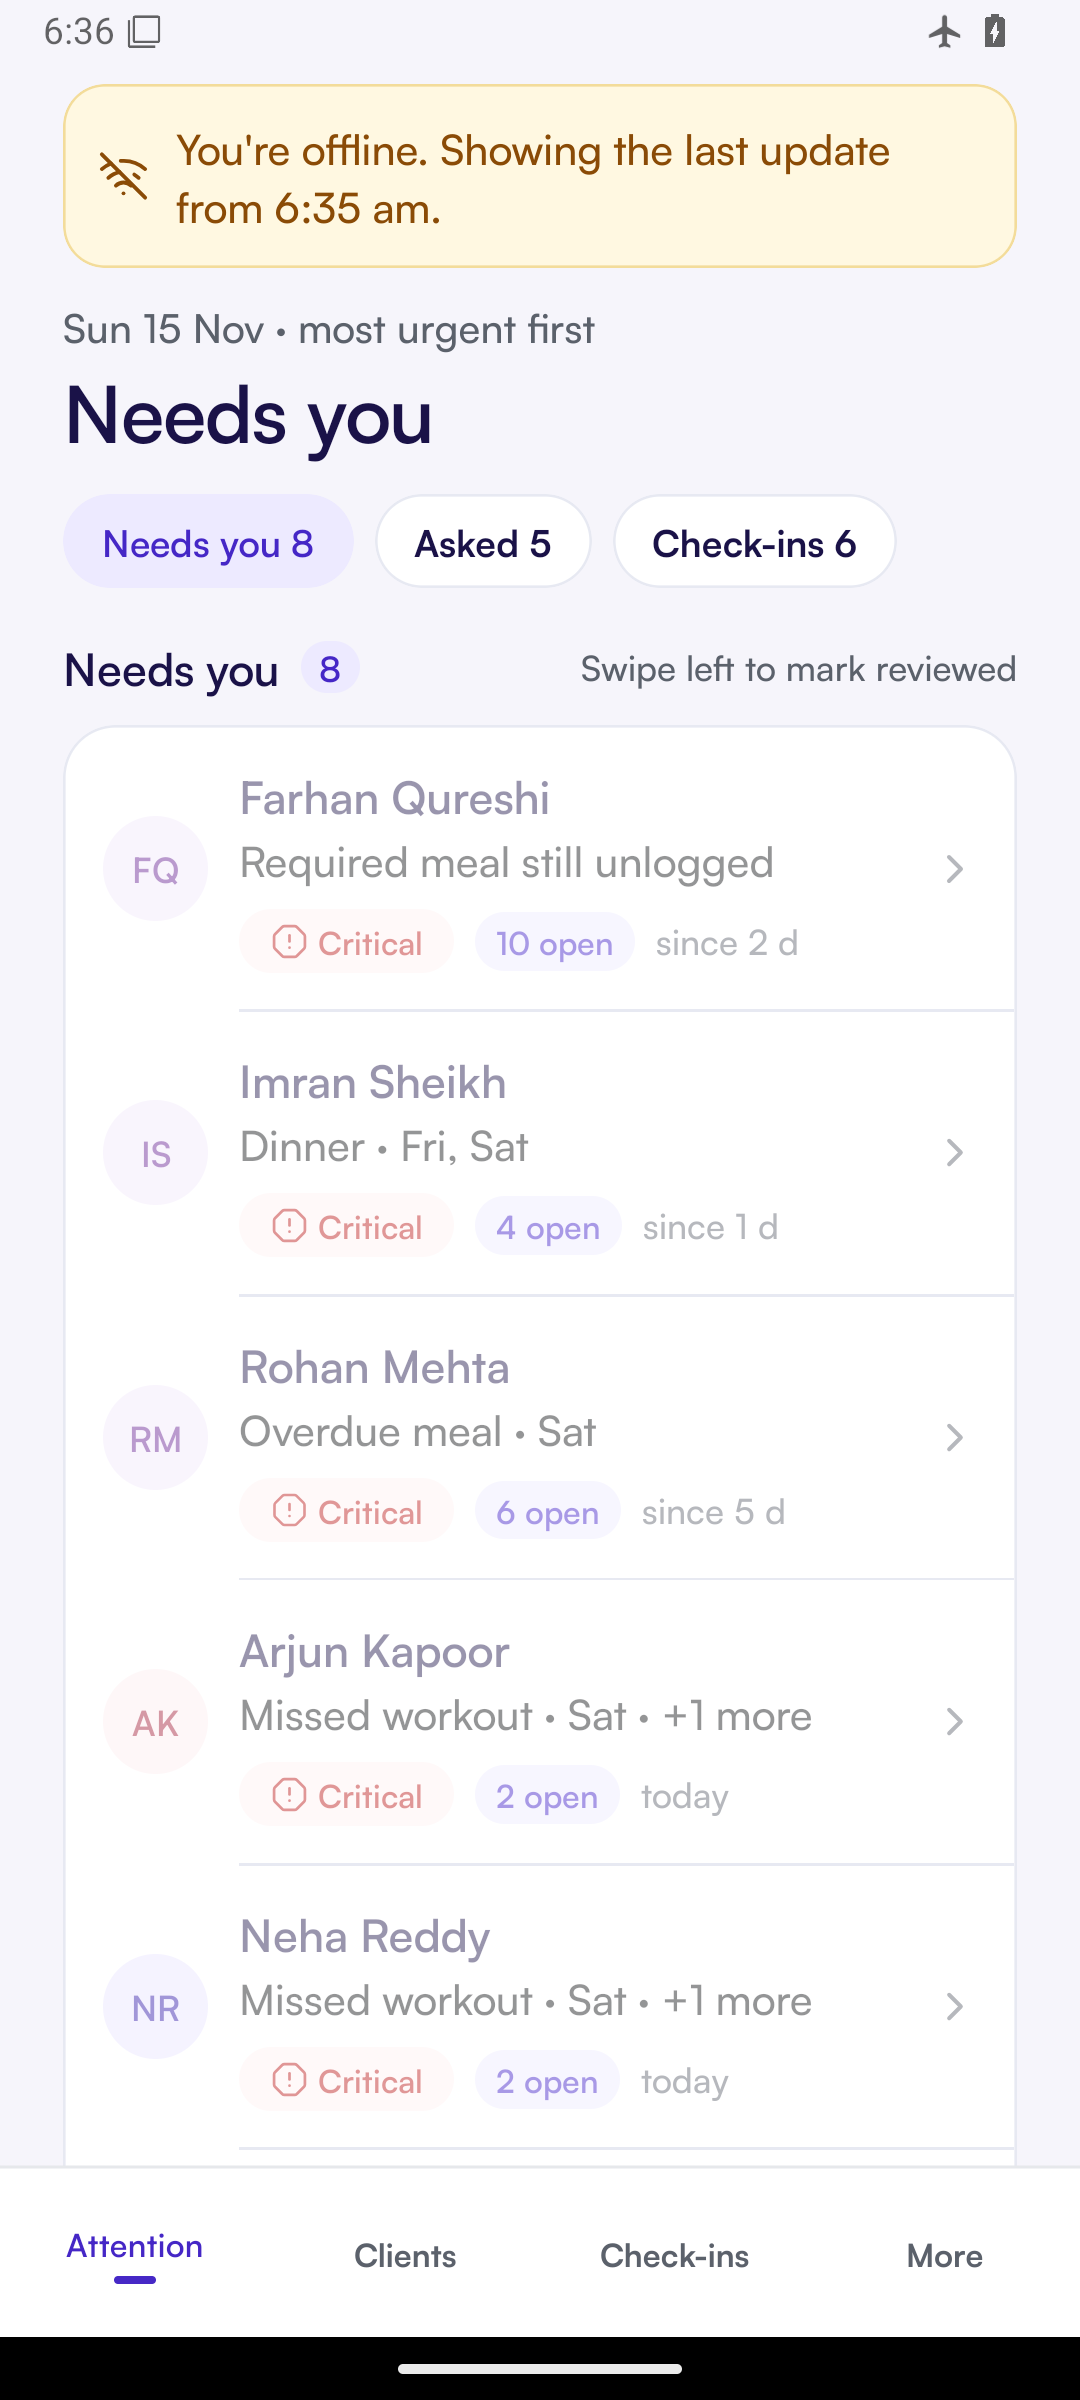 6:36
You're offline. Showing the last update
from 6:35 am.
Sun 15 Nov · most urgent first
Needs you
Needs you 8
Asked 5
Check-ins 6
Needs you 8
Swipe left to mark reviewed
Farhan Qureshi
FQ
Required meal still unlogged
Critical
10 open
since 2 d
Imran Sheikh
IS
Dinner · Fri, Sat
Critical
4 open
since 1 d
Rohan Mehta
RM
Overdue meal · Sat
Critical
6 open
since 5 d
Arjun Kapoor
AK
Missed workout · Sat · +1 more
Critical
2 open
today
Neha Reddy
NR
Missed workout · Sat · +1 more
Critical
2 open
today
Attention
Clients
Check-ins
More